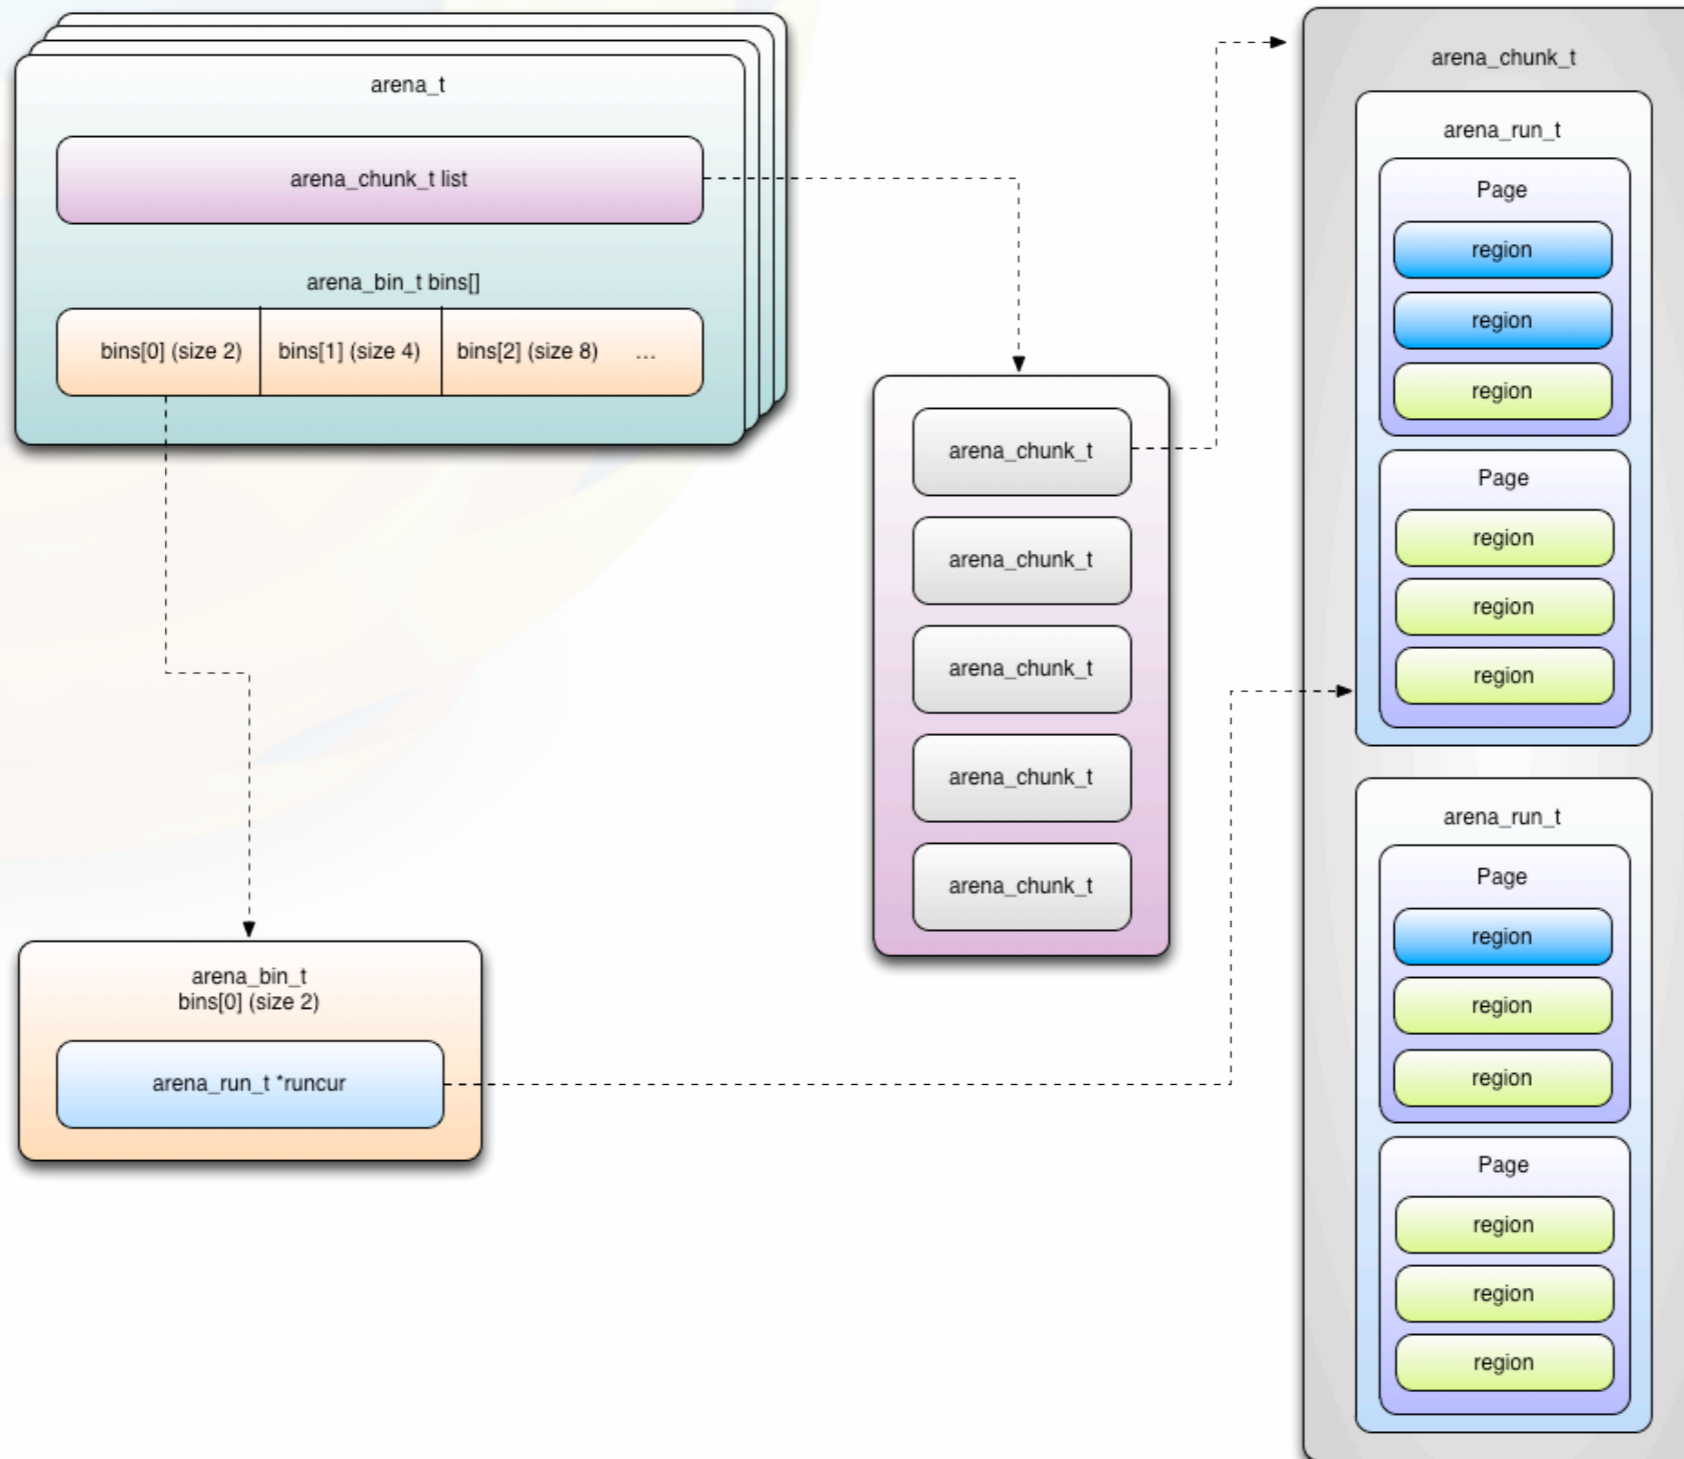 arena_t
arena_chunk_t list
arena_bin_t bins[]
bins[0] (size 2)
bins[1] (size 4)
bins[2] (size 8)
...
arena_chunk_t
arena_chunk_t
arena_chunk_t
arena_chunk_t
arena_chunk_t
arena_bin_t
bins[0] (size 2)
arena_run_t *runcur
arena_chunk_t
arena_run_t
Page
region
region
region
Page
region
region
region
arena_run_t
Page
region
region
region
Page
region
region
region